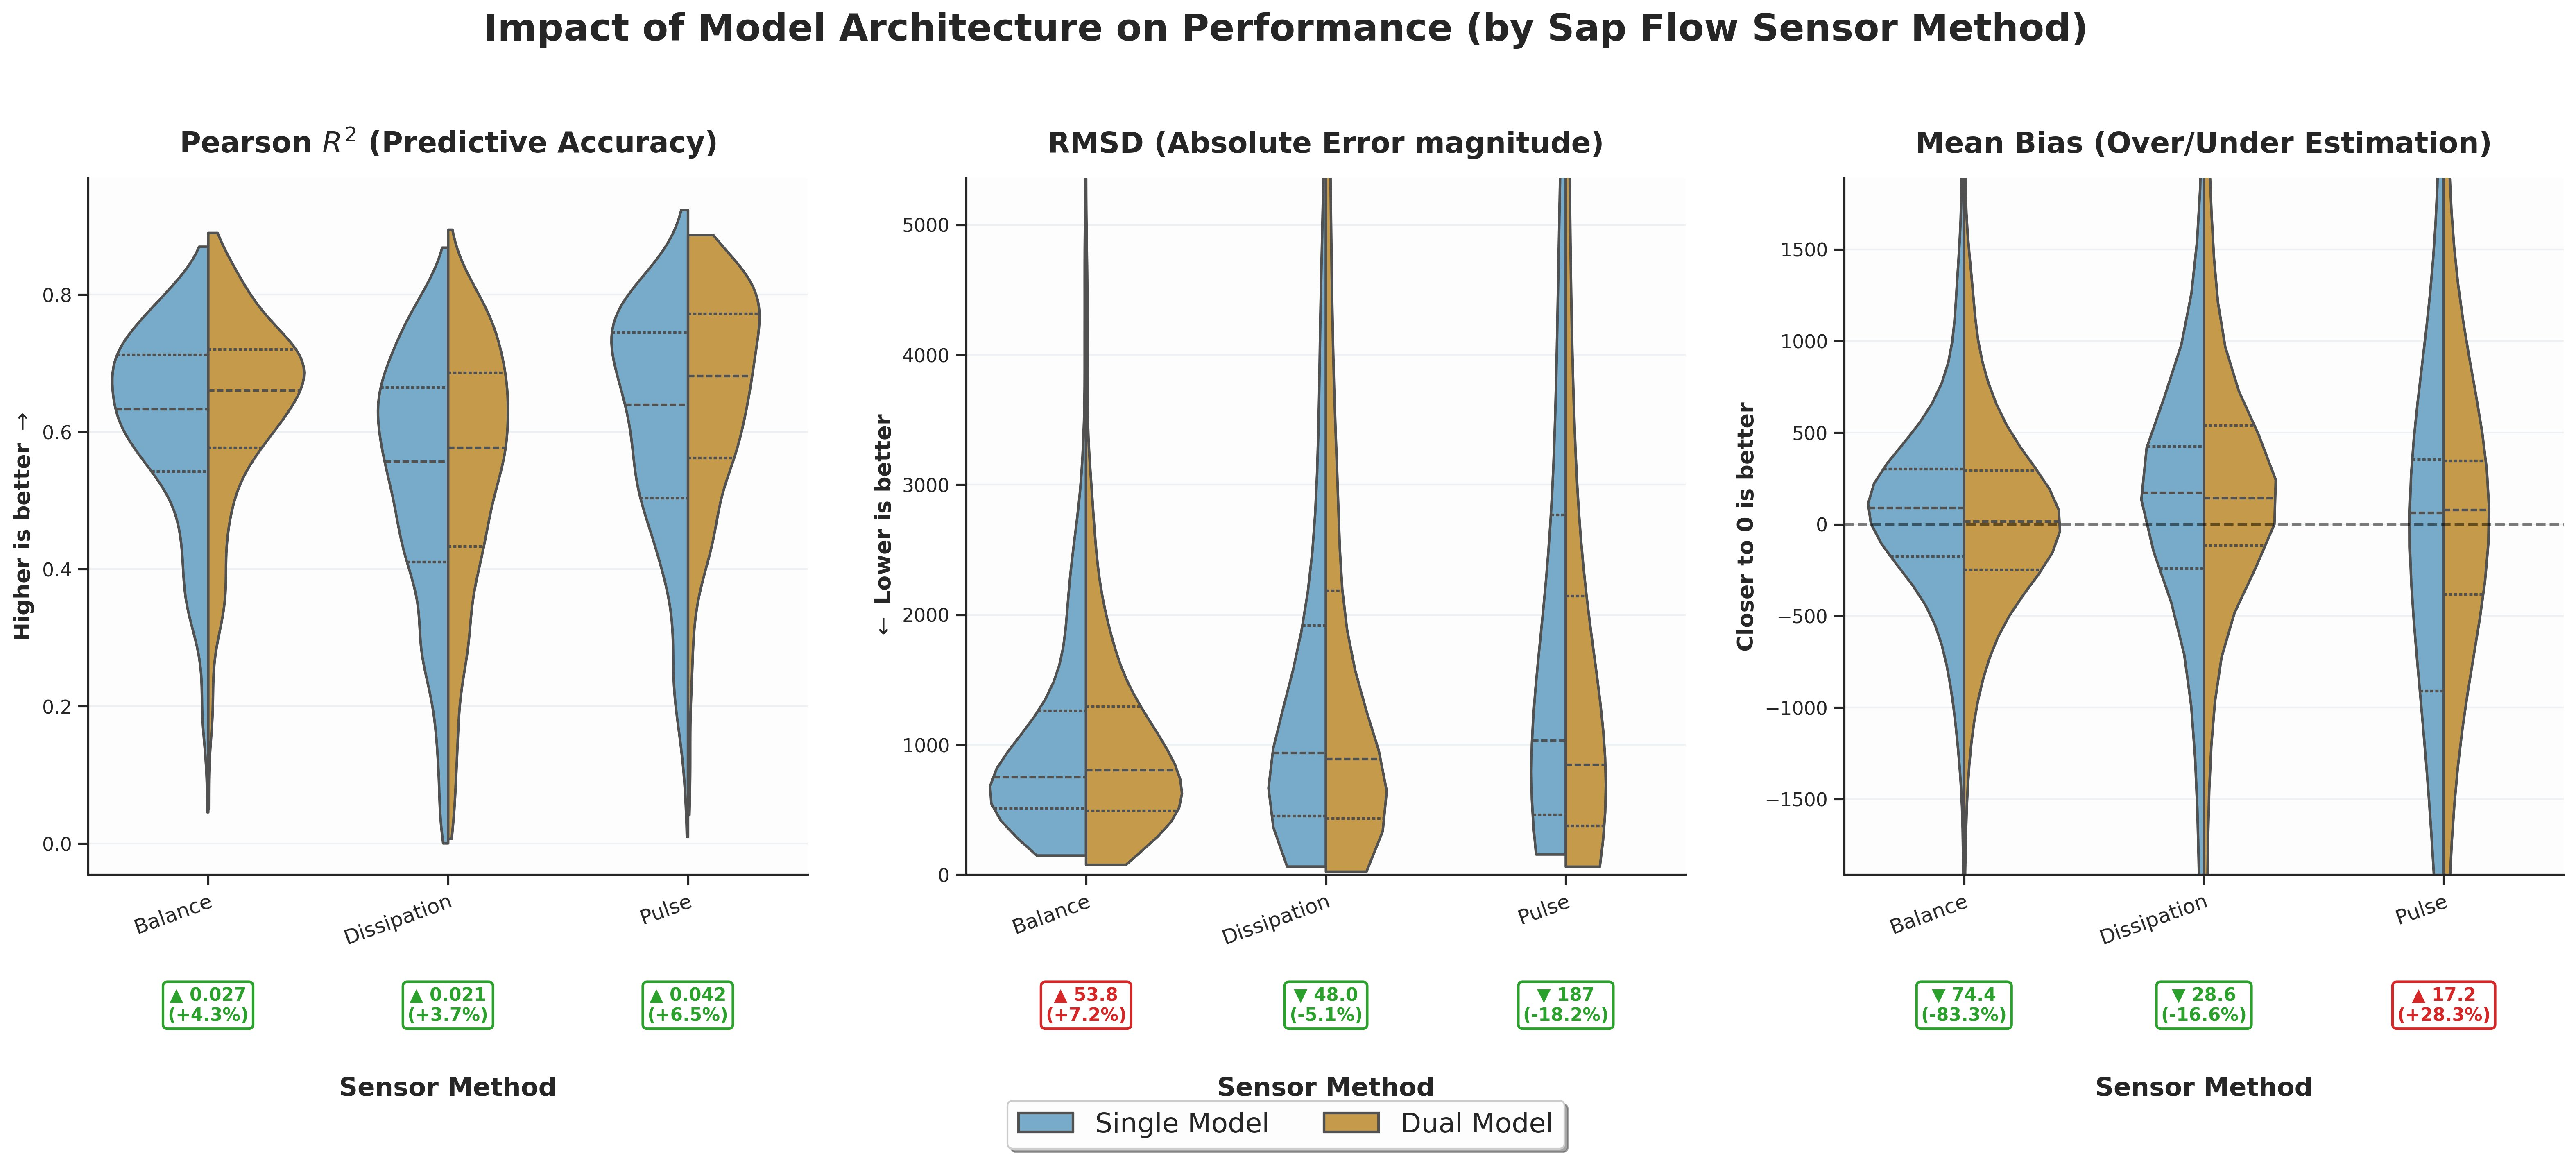 Impact of Model Architecture on Performance (by Sap Flow Sensor Method)
Pearson R² (Predictive Accuracy)
Higher is better →
0.8
0.6
0.4
0.2
0.0
Balance
Dissipation
Pulse
▲ 0.027
(+4.3%)
▲ 0.021
(+3.7%)
▲ 0.042
(+6.5%)
Sensor Method
RMSD (Absolute Error magnitude)
← Lower is better
5000
4000
3000
2000
1000
0
Balance
Dissipation
Pulse
▲ 53.8
(+7.2%)
▼ 48.0
(-5.1%)
▼ 187
(-18.2%)
Sensor Method
Mean Bias (Over/Under Estimation)
Closer to 0 is better
1500
1000
500
0
−500
−1000
−1500
Balance
Dissipation
Pulse
▼ 74.4
(-83.3%)
▼ 28.6
(-16.6%)
▲ 17.2
(+28.3%)
Sensor Method
Single Model
Dual Model